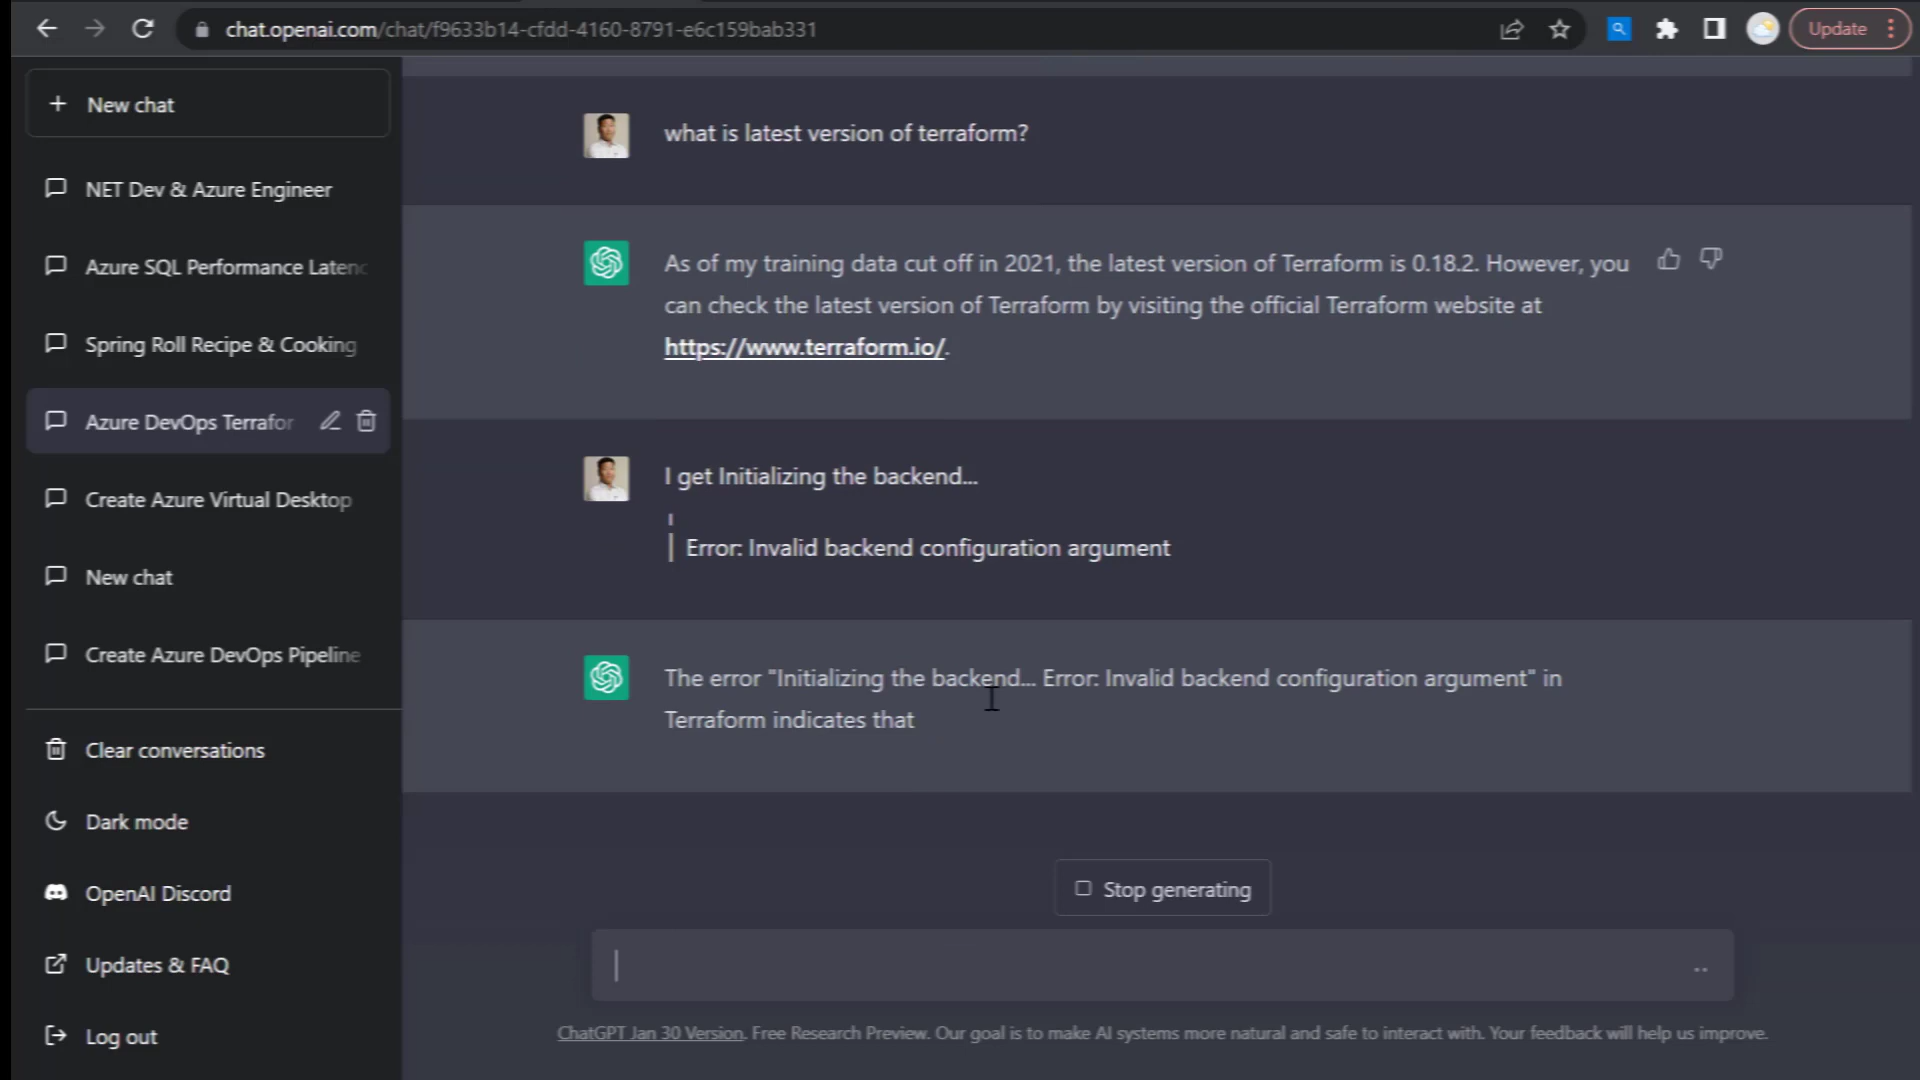 chat.openai.com/chat/f9633b14-cfdd-4160-8791-e6c159bab331
Update
New chat
NET Dev & Azure Engineer
Azure SQL Performance Latenc
Spring Roll Recipe & Cooking
Azure DevOps Terrafor
Create Azure Virtual Desktop
New chat
Create Azure DevOps Pipeline
Clear conversations
Dark mode
OpenAI Discord
Updates & FAQ
Log out
what is latest version of terraform?
As of my training data cut off in 2021, the latest version of Terraform is 0.18.2. However, you
can check the latest version of Terraform by visiting the official Terraform website at
https://www.terraform.io/.
I get Initializing the backend...
╷
│ Error: Invalid backend configuration argument
The error "Initializing the backend... Error: Invalid backend configuration argument" in
Terraform indicates that
Stop generating
ChatGPT Jan 30 Version. Free Research Preview. Our goal is to make AI systems more natural and safe to interact with. Your feedback will help us improve.